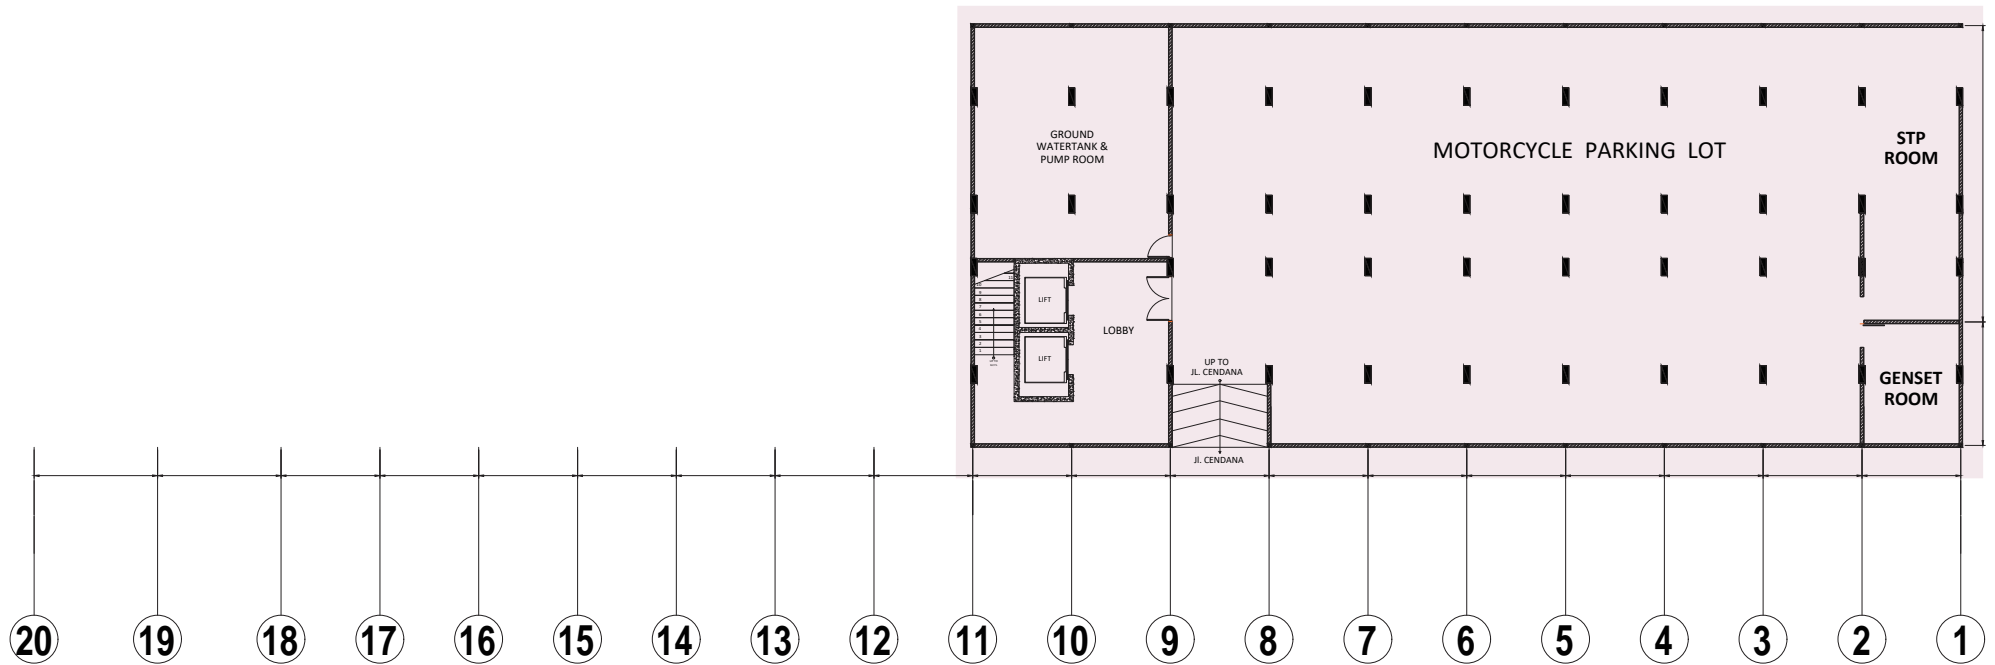 GROUND
WATERTANK &
PUMP ROOM
MOTORCYCLE PARKING LOT
STP
ROOM
LIFT
LOBBY
LIFT
UP TO
JL. CENDANA
GENSET
ROOM
Jl. CENDANA
20
19
18
17
16
15
14
13
12
11
10
9
8
7
6
5
4
3
2
1